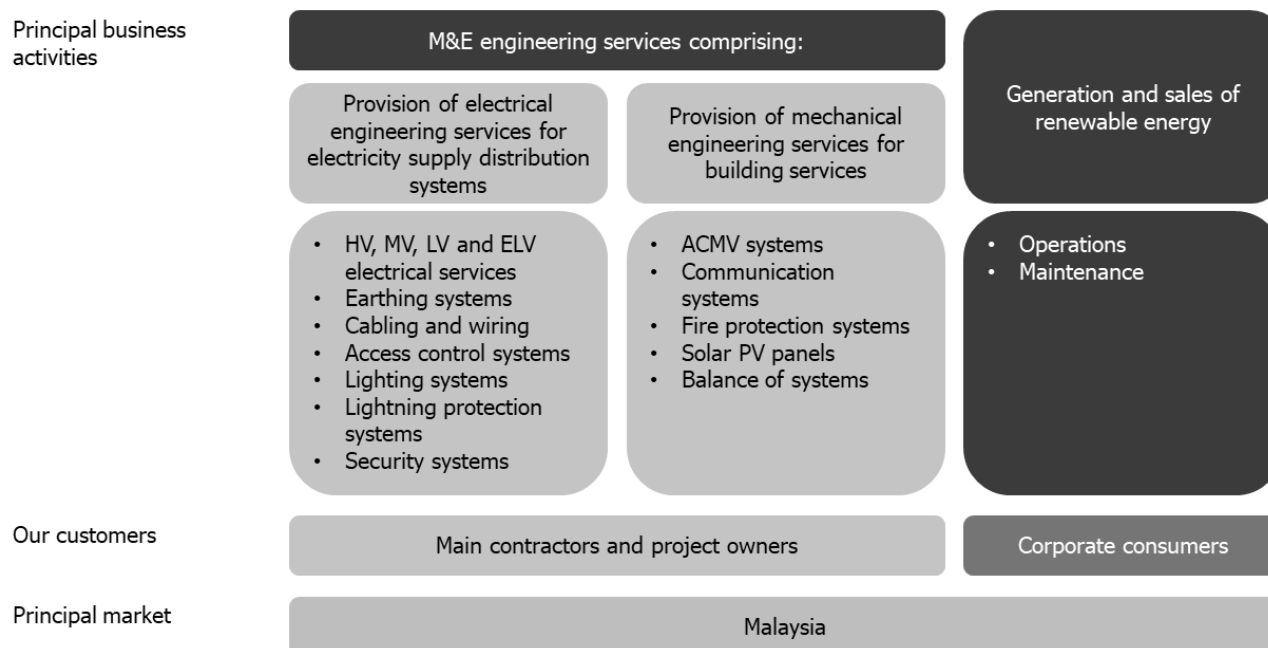 Principal business
activities
M&E engineering services comprising:
Generation and sales of
renewable energy
Provision of electrical
engineering services for
electricity supply distribution
systems
Provision of mechanical
engineering services for
building services
• HV, MV, LV and ELV
electrical services
• Earthing systems
• Cabling and wiring
• Access control systems
• Lighting systems
• Lightning protection
systems
• Security systems
• ACMV systems
• Communication
systems
• Fire protection systems
• Solar PV panels
• Balance of systems
• Operations
• Maintenance
Our customers
Main contractors and project owners
Corporate consumers
Principal market
Malaysia